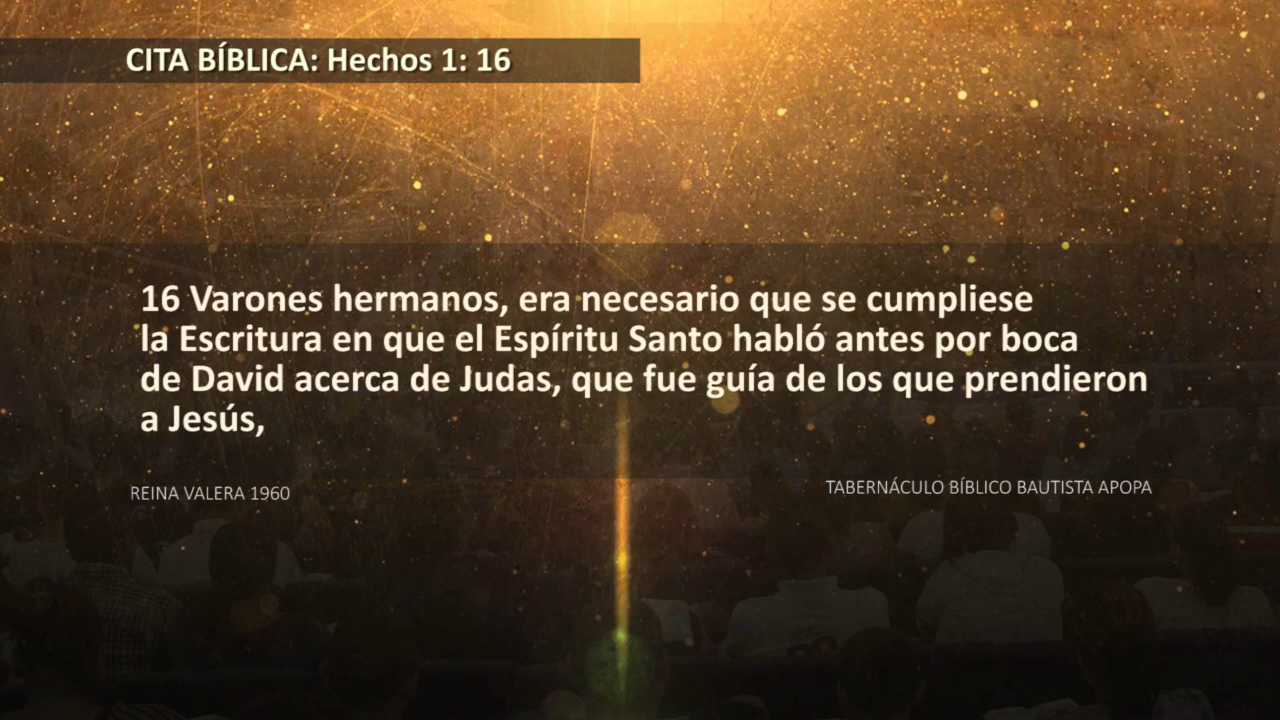 CITA BÍBLICA: Hechos 1: 16
16 Varones hermanos, era necesario que se cumpliese
la Escritura en que el Espíritu Santo habló antes por boca
de David acerca de Judas, que fue guía de los que prendieron
a Jesús,
REINA VALERA 1960
TABERNÁCULO BÍBLICO BAUTISTA APOPA